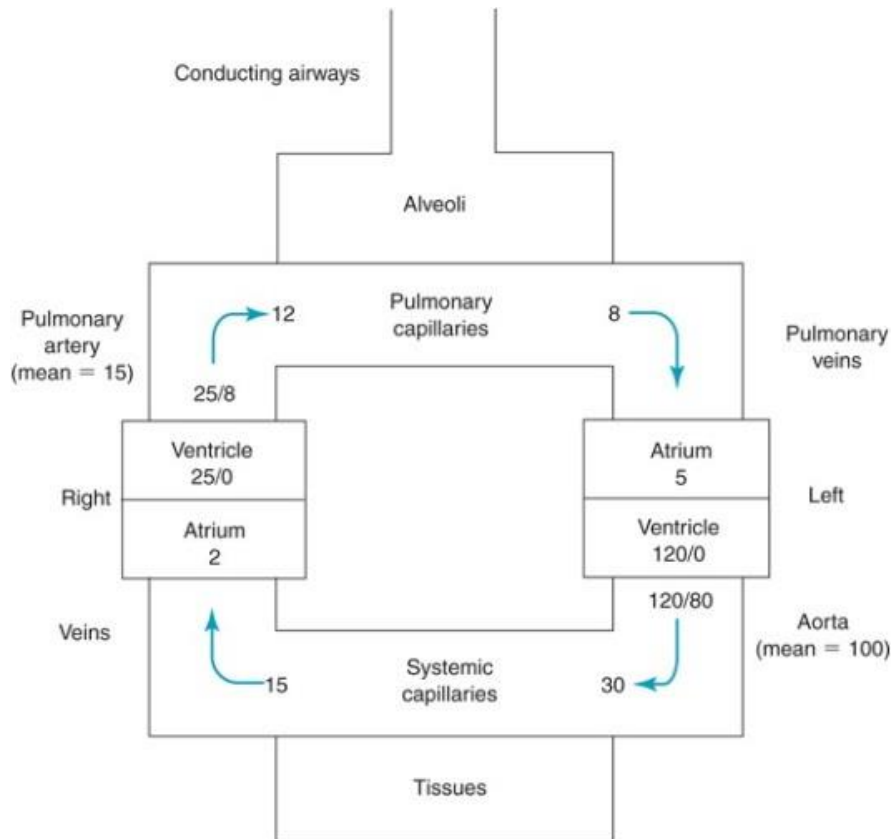 Conducting airways
Alveoli
Pulmonary
artery
(mean = 15)
12
Pulmonary
capillaries
8
Pulmonary
veins
25/8
Ventricle
25/0
Right
Atrium
2
Atrium
5
Left
Ventricle
120/0
120/80
Veins
Aorta
(mean = 100)
15
Systemic
capillaries
30
Tissues